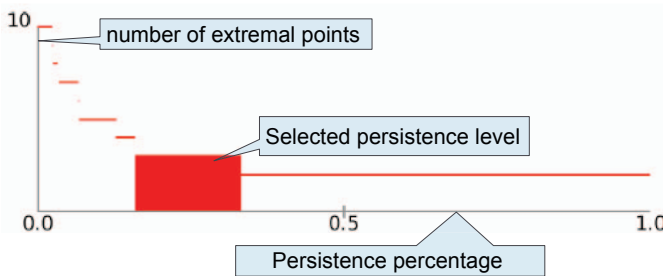 10
number of extremal points
Selected persistence level
0.0
0.5
1.0
Persistence percentage